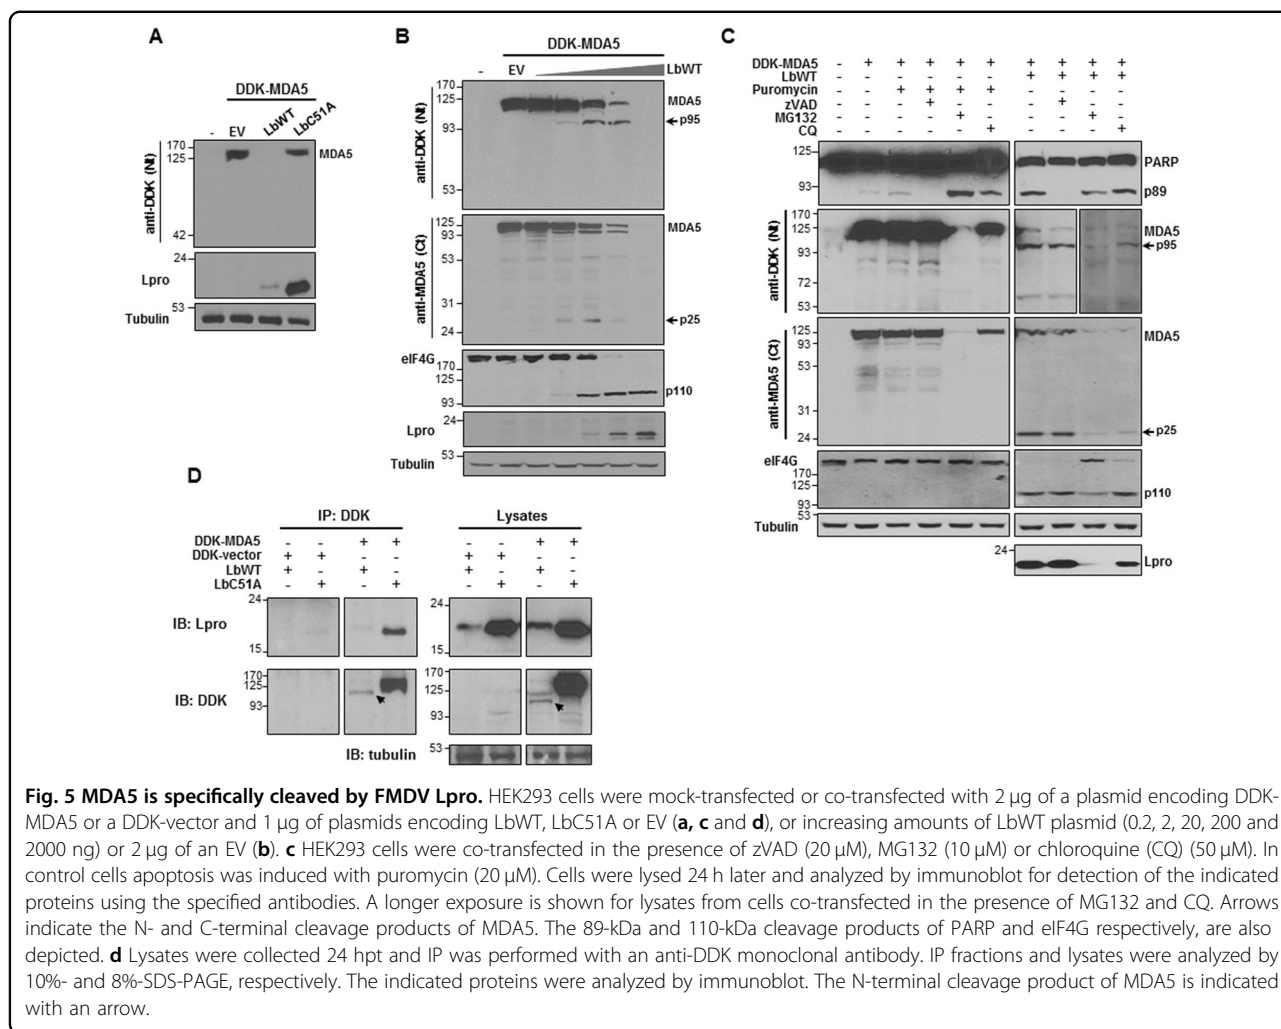 A
DDK-MDA5
- EV LbWT LbC51A
170
125
MDA5
anti-DDK (Nt)
42
24
Lpro
53
Tubulin
B
DDK-MDA5
- EV LbWT
170
125
93
53
MDA5
p95
anti-DDK (Nt)
125
93
53
31
24
MDA5
p25
anti-MDA5 (Ct)
eIF4G
170
125
93
p110
24
Lpro
53
Tubulin
C
DDK-MDA5 - + + + + + + + + +
LbWT - - - - - - + + + +
Puromycin - - + + + + - - - -
zVAD - - - + - - - + - -
MG132 - - - - + - - - + -
CQ - - - - - + - - - +
125
93
PARP
p89
170
125
93
72
53
MDA5
p95
anti-DDK (Nt)
125
93
53
31
24
MDA5
p25
anti-MDA5 (Ct)
eIF4G
170
125
93
p110
Tubulin
24
Lpro
D
IP: DDK Lysates
DDK-MDA5 - - + + - - + +
DDK-vector + + - - + + - -
LbWT + - + - + - + -
LbC51A - + - + - + - +
24
15
IB: Lpro
24
15
170
125
93
IB: DDK
170
125
93
IB: tubulin
53
Fig. 5 MDA5 is specifically cleaved by FMDV Lpro. HEK293 cells were mock-transfected or co-transfected with 2 µg of a plasmid encoding DDK-
MDA5 or a DDK-vector and 1 µg of plasmids encoding LbWT, LbC51A or EV (a, c and d), or increasing amounts of LbWT plasmid (0.2, 2, 20, 200 and
2000 ng) or 2 µg of an EV (b). c HEK293 cells were co-transfected in the presence of zVAD (20 µM), MG132 (10 µM) or chloroquine (CQ) (50 µM). In
control cells apoptosis was induced with puromycin (20 µM). Cells were lysed 24 h later and analyzed by immunoblot for detection of the indicated
proteins using the specified antibodies. A longer exposure is shown for lysates from cells co-transfected in the presence of MG132 and CQ. Arrows
indicate the N- and C-terminal cleavage products of MDA5. The 89-kDa and 110-kDa cleavage products of PARP and eIF4G respectively, are also
depicted. d Lysates were collected 24 hpt and IP was performed with an anti-DDK monoclonal antibody. IP fractions and lysates were analyzed by
10%- and 8%-SDS-PAGE, respectively. The indicated proteins were analyzed by immunoblot. The N-terminal cleavage product of MDA5 is indicated
with an arrow.